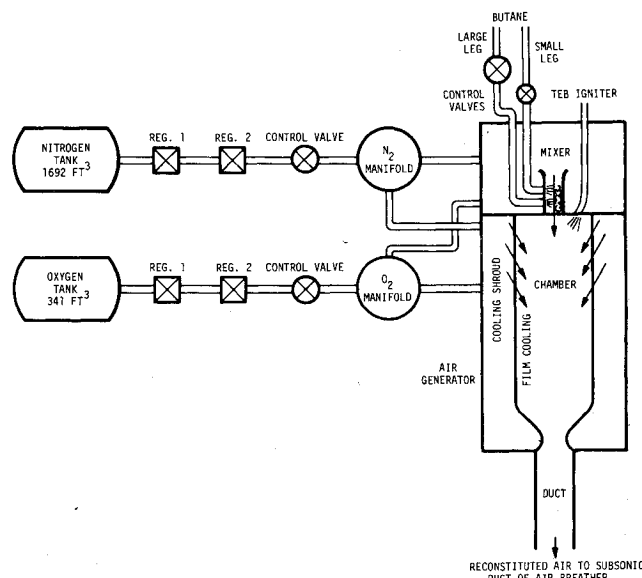 BUTANE
LARGE
LEG
SMALL
LEG
CONTROL
VALVES
TEB IGNITER
REG. 1
REG. 2
CONTROL VALVE
NITROGEN
TANK
1692 FT3
N2
MANIFOLD
MIXER
REG. 1
REG. 2
CONTROL VALVE
OXYGEN
TANK
341 FT3
O2
MANIFOLD
COOLING SHROUD
FILM COOLING
CHAMBER
AIR
GENERATOR
DUCT
RECONSTITUTED AIR TO SUBSONIC
DUCT OF AIR BREATHER